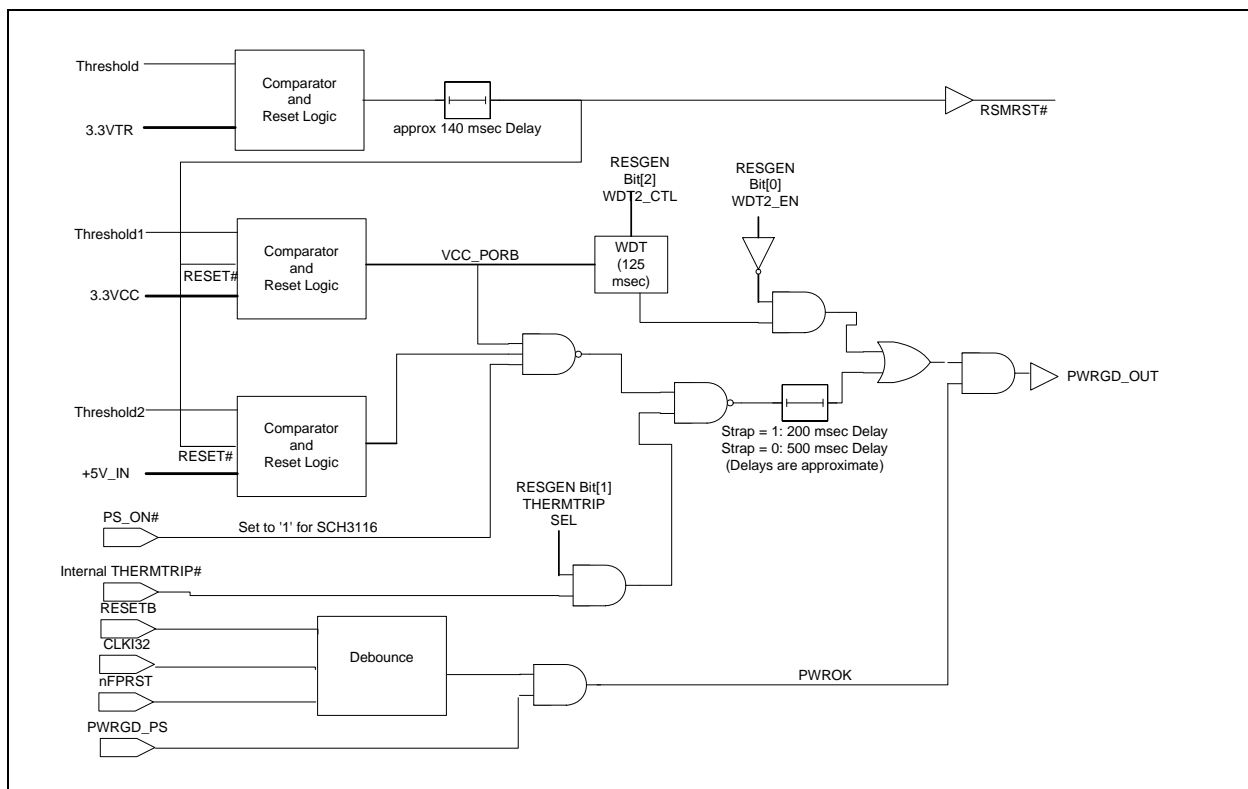 Threshold
3.3VTR
Comparator
and
Reset Logic
approx 140 msec Delay
RSMRST#
RESGEN
Bit[2]
WDT2_CTL
RESGEN
Bit[0]
WDT2_EN
Threshold1
RESET#
3.3VCC
Comparator
and
Reset Logic
VCC_PORB
WDT
(125
msec)
PWRGD_OUT
Threshold2
RESET#
+5V_IN
Comparator
and
Reset Logic
Strap = 1: 200 msec Delay
Strap = 0: 500 msec Delay
(Delays are approximate)
PS_ON#
Set to '1' for SCH3116
RESGEN Bit[1]
THERMTRIP
SEL
Internal THERMTRIP#
RESETB
CLKI32
nFPRST
Debounce
PWROK
PWRGD_PS